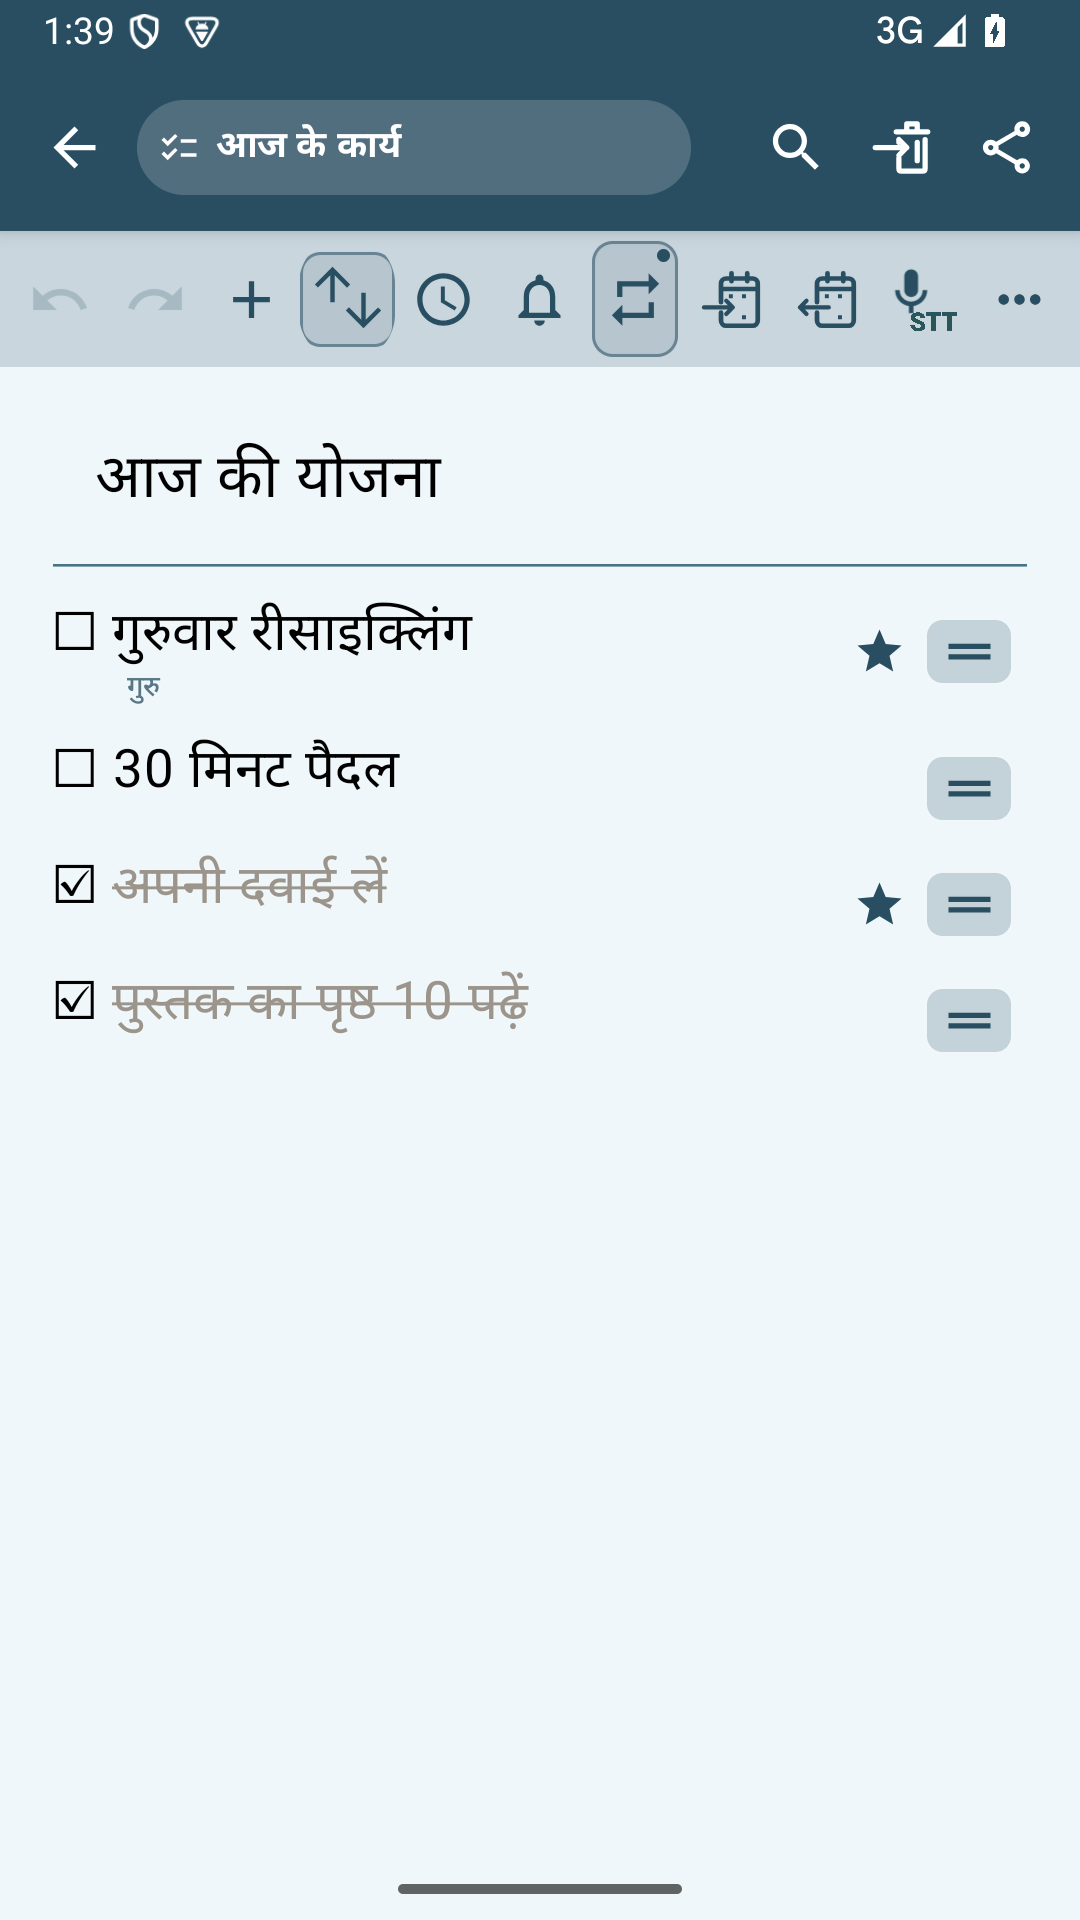 1:39
3G
आज के कार्य
STT
आज की योजना
गुरुवार रीसाइक्लिंग
गुरु
30 मिनट पैदल
अपनी दवाई लें
पुस्तक का पृष्ठ 10 पढ़ें